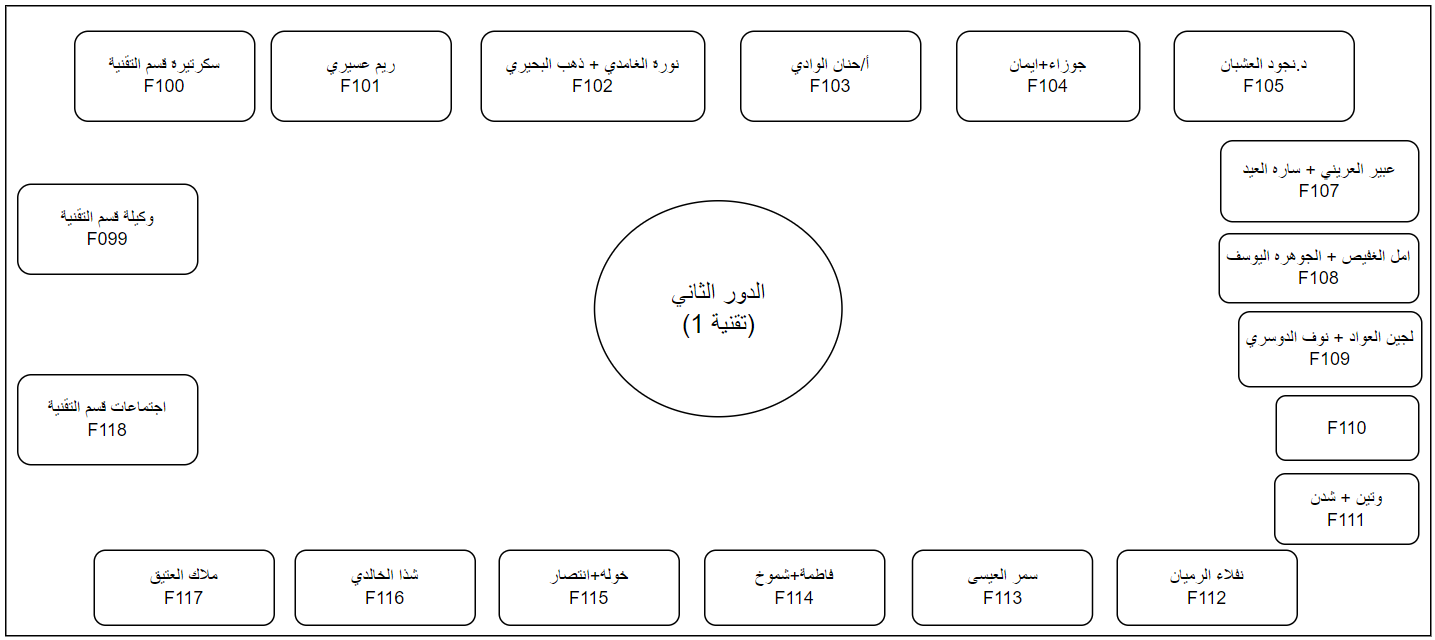 سكرتيرة قسم التقنية
F100
ريم عسيري
F101
نورة الغامدي + ذهب البحيري
F102
أ/حنان الوادي
F103
جوزاء+ايمان
F104
د.نجود العشبان
F105
عبير العريني + ساره العيد
F107
وكيلة قسم التقنية
F099
امل الغفيص + الجوهره اليوسف
F108
الدور الثاني
(تقنية 1)
لجين العواد + نوف الدوسري
F109
اجتماعات قسم التقنية
F118
F110
وتين + شدن
F111
ملاك العتيق
F117
شذا الخالدي
F116
خوله+انتصار
F115
فاطمة+شموخ
F114
سمر العيسى
F113
نفلاء الرميان
F112